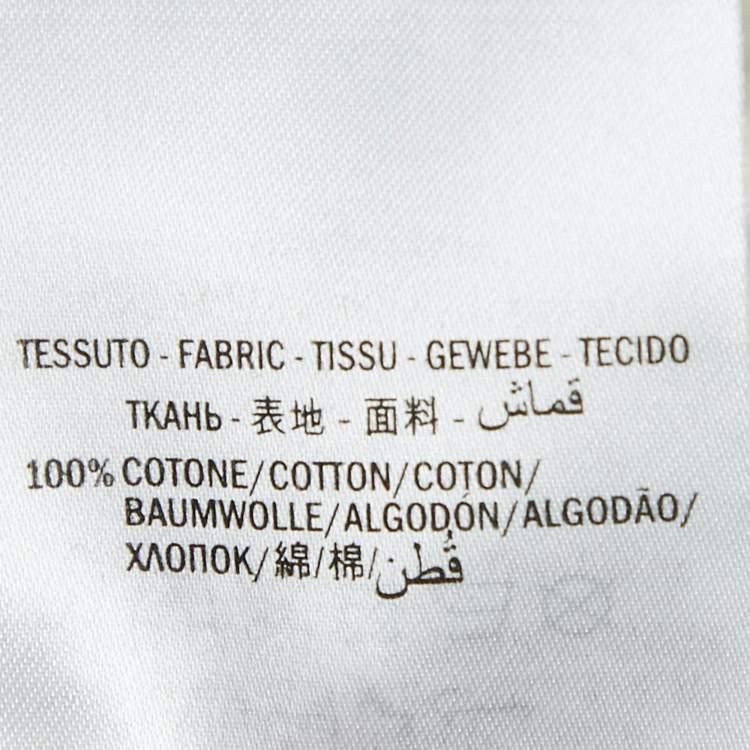 TESSUTO - FABRIC - TISSU - GEWEBE - TECIDO
ТКАНЬ - 表地 - 面料 - قماش
100% COTONE/COTTON/COTON/
BAUMWOLLE/ALGODÓN/ALGODÃO/
ХЛОПОК/綿/棉/قُطن